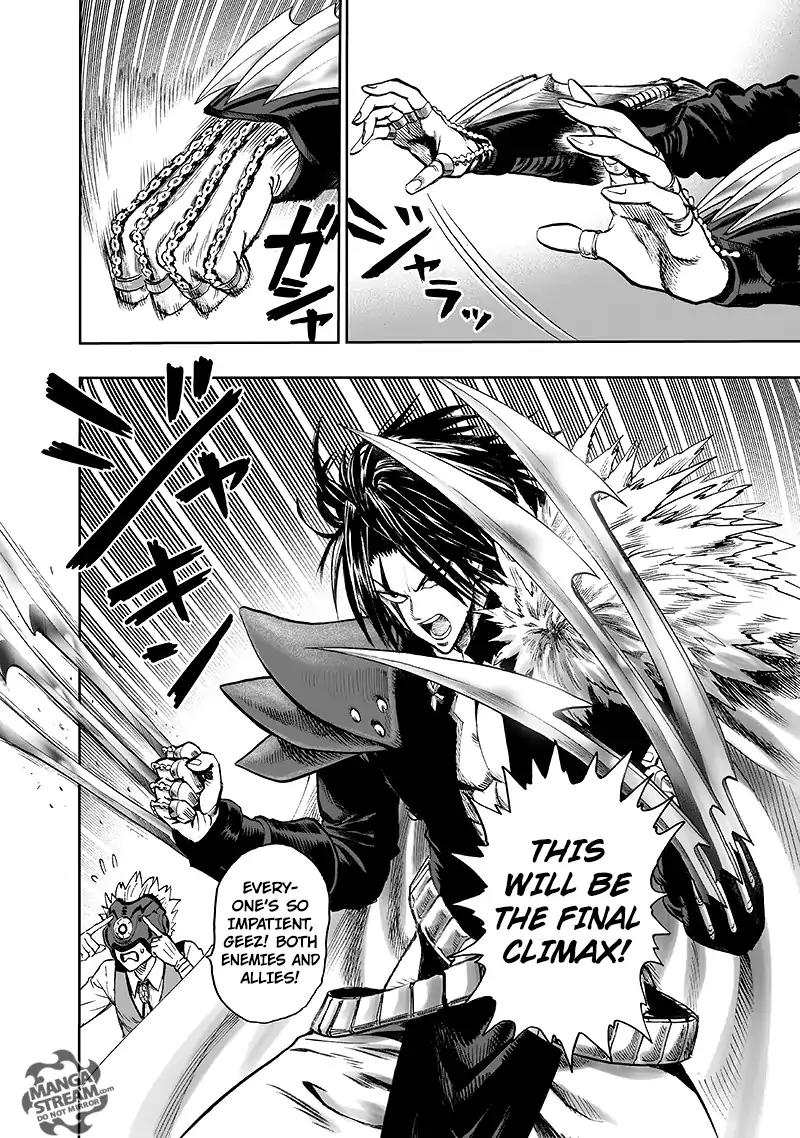 ジャラッ
ガシャ
ジャキン
THIS
WILL BE
THE FINAL
CLIMAX!
EVERY-
ONE'S SO
IMPATIENT,
GEEZ! BOTH
ENEMIES AND
ALLIES!
MANGA
STREAM.com
DO NOT MIRROR